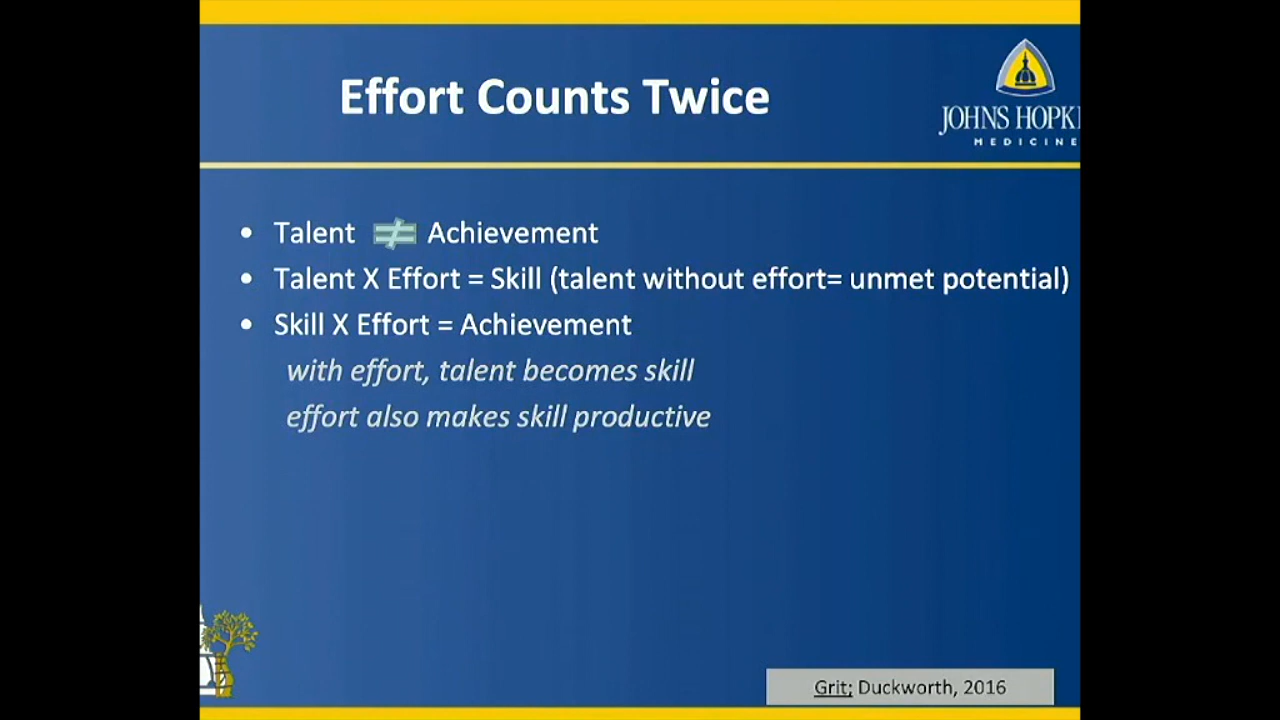 Effort Counts Twice
JOHNS HOPKI
MEDICINE
• Talent ≠ Achievement
• Talent X Effort = Skill (talent without effort= unmet potential)
• Skill X Effort = Achievement
with effort, talent becomes skill
effort also makes skill productive
Grit; Duckworth, 2016